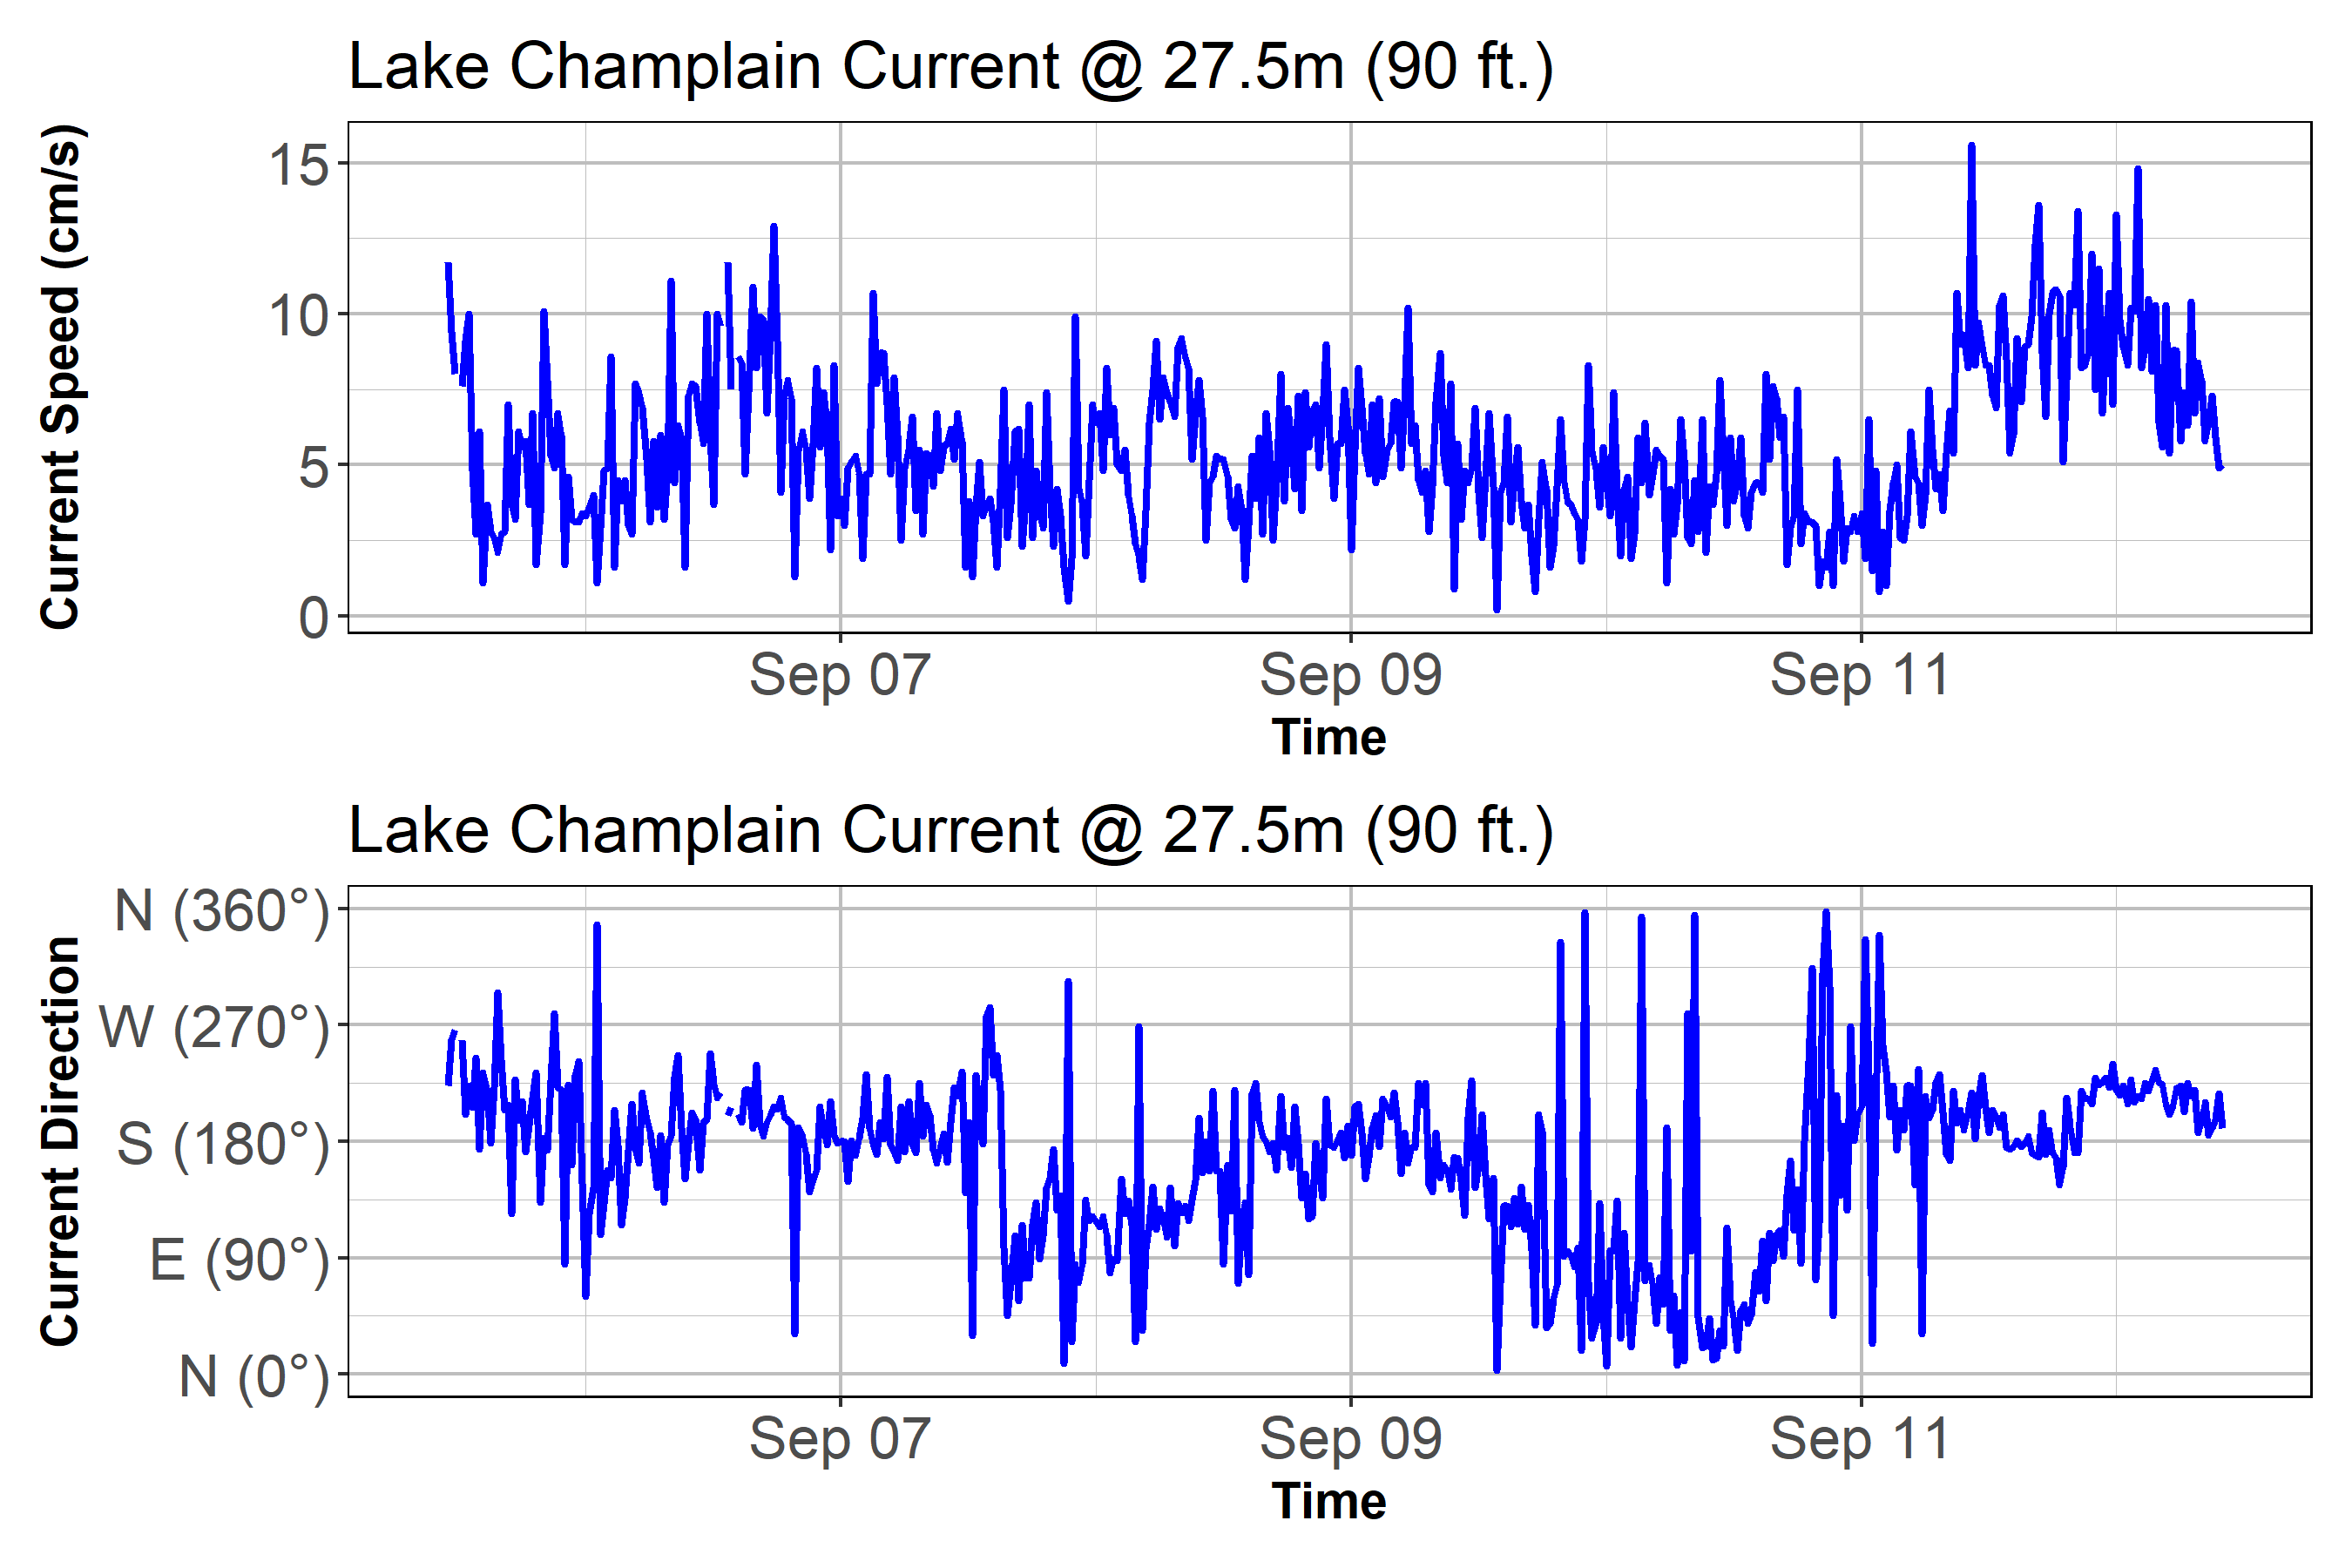 Lake Champlain Current @ 27.5m (90 ft.)
Current Speed (cm/s)
15
10
5
0
Sep 07 Sep 09 Sep 11
Time
Lake Champlain Current @ 27.5m (90 ft.)
Current Direction
N (360°)
W (270°)
S (180°)
E (90°)
N (0°)
Sep 07 Sep 09 Sep 11
Time